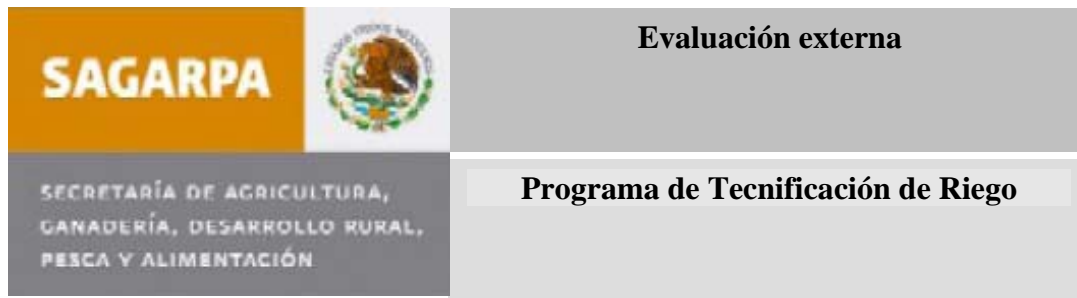 SAGARPA
Evaluación externa
SECRETARÍA DE AGRICULTURA,
GANADERÍA, DESARROLLO RURAL,
PESCA Y ALIMENTACIÓN
Programa de Tecnificación de Riego